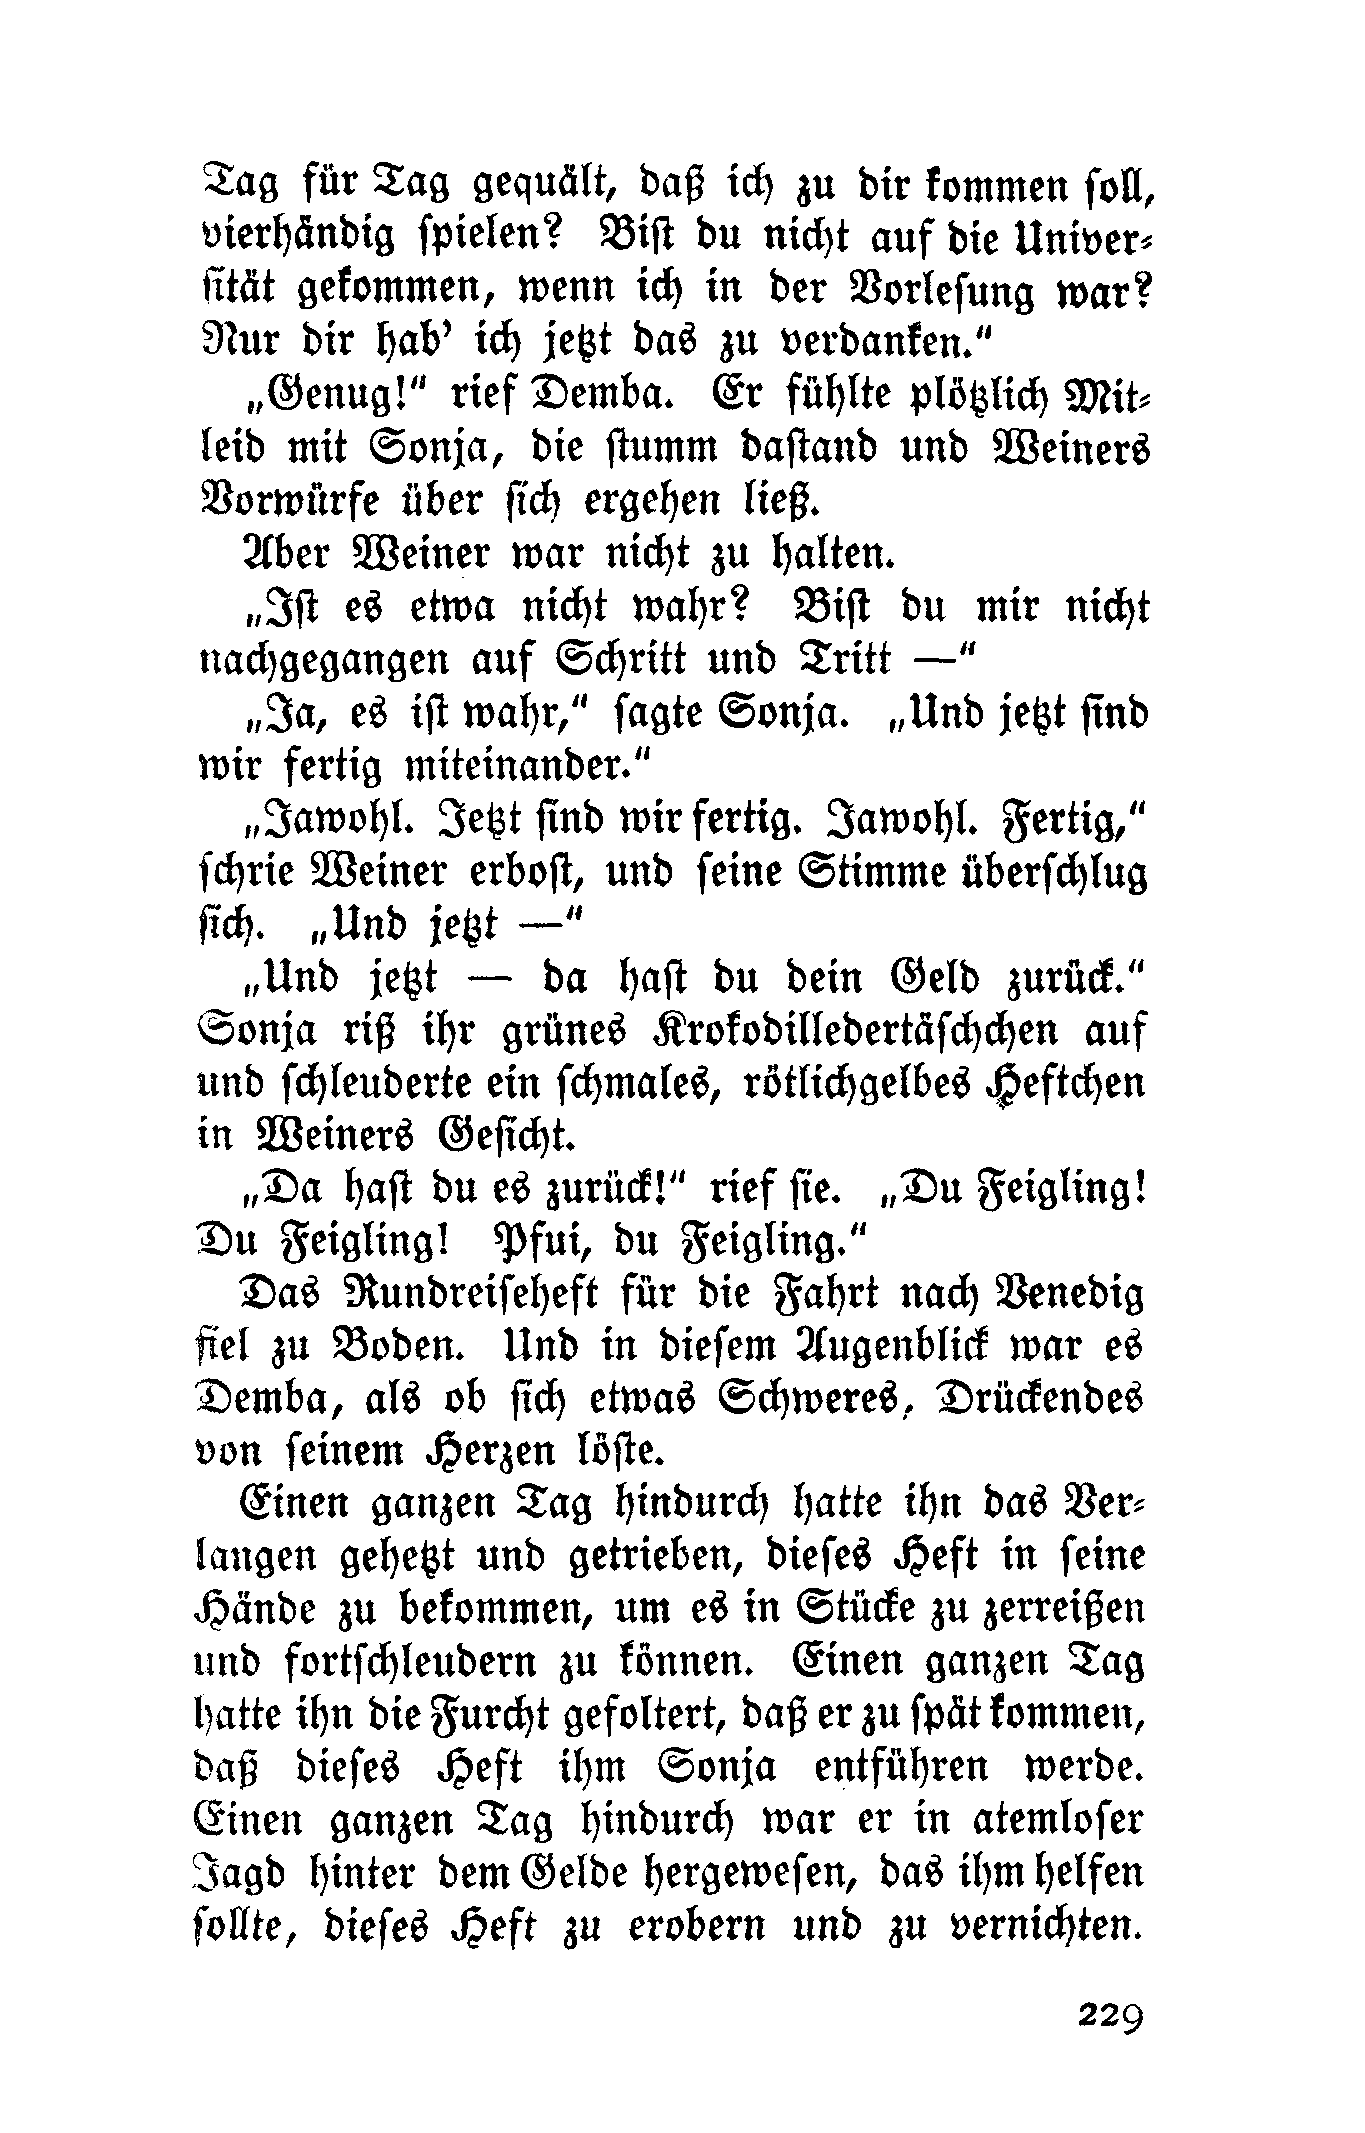 Tag für Tag gequält, daß ich zu dir kommen soll,
vierhändig spielen? Bist du nicht auf die Univer-
sität gekommen, wenn ich in der Vorlesung war?
Nur dir hab' ich jetzt das zu verdanken.“
„Genug!“ rief Demba. Er fühlte plötzlich Mit-
leid mit Sonja, die stumm dastand und Weiners
Vorwürfe über sich ergehen ließ.
Aber Weiner war nicht zu halten.
„Ist es etwa nicht wahr? Bist du mir nicht
nachgegangen auf Schritt und Tritt —“
„Ja, es ist wahr,“ sagte Sonja. „Und jetzt sind
wir fertig miteinander.“
„Jawohl. Jetzt sind wir fertig. Jawohl. Fertig,“
schrie Weiner erbost, und seine Stimme überschlug
sich. „Und jetzt —“
„Und jetzt — da hast du dein Geld zurück.“
Sonja riß ihr grünes Krokodilledertäschchen auf
und schleuderte ein schmales, rötlichgelbes Heftchen
in Weiners Gesicht.
„Da hast du es zurück!“ rief sie. „Du Feigling!
Du Feigling! Pfui, du Feigling.“
Das Rundreiseheft für die Fahrt nach Venedig
fiel zu Boden. Und in diesem Augenblick war es
Demba, als ob sich etwas Schweres, Drückendes
von seinem Herzen löste.
Einen ganzen Tag hindurch hatte ihn das Ver-
langen gehetzt und getrieben, dieses Heft in seine
Hände zu bekommen, um es in Stücke zu zerreißen
und fortschleudern zu können. Einen ganzen Tag
hatte ihn die Furcht gefoltert, daß er zu spät kommen,
daß dieses Heft ihm Sonja entführen werde.
Einen ganzen Tag hindurch war er in atemloser
Jagd hinter dem Gelde hergewesen, das ihm helfen
sollte, dieses Heft zu erobern und zu vernichten.
229